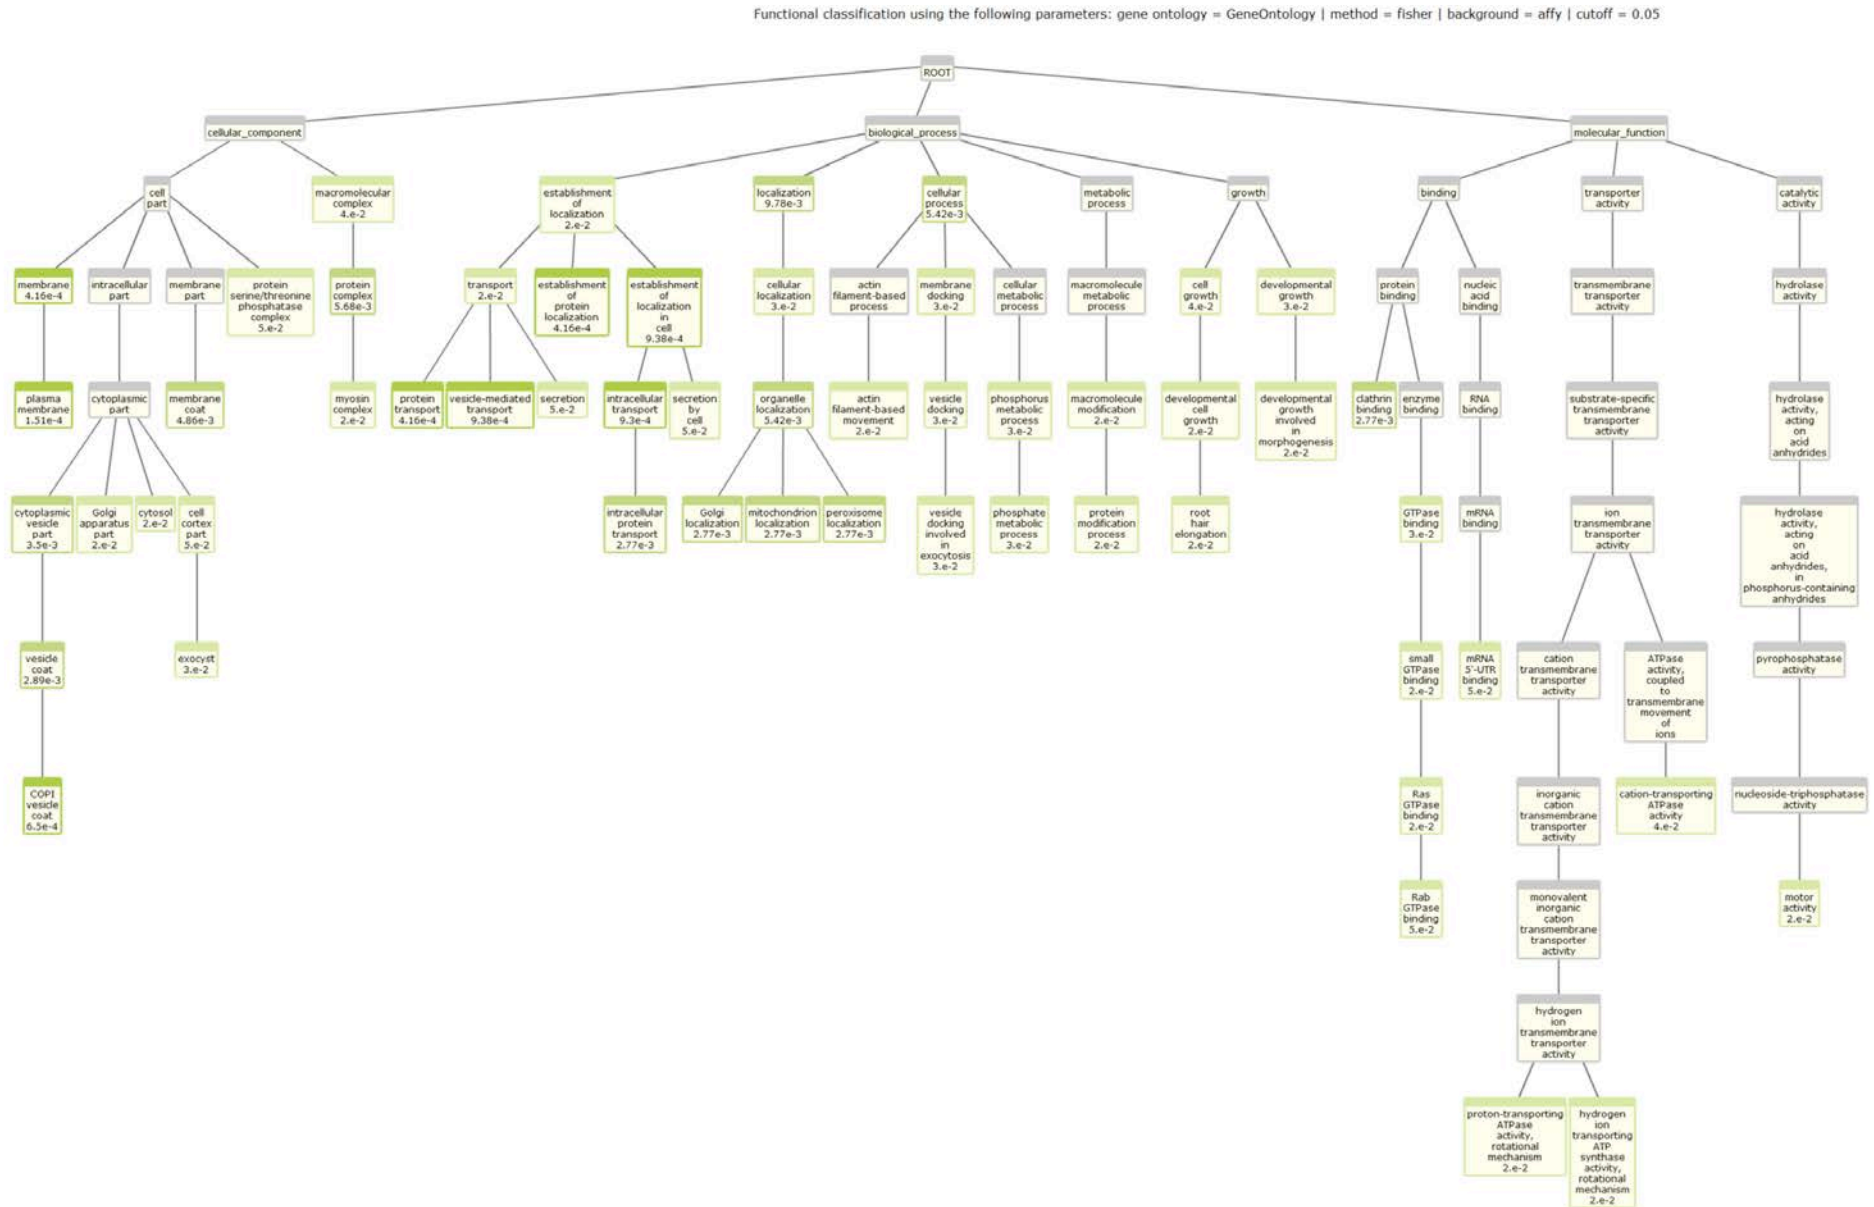 Functional classification using the following parameters: gene ontology = GeneOntology | method = fisher | background = affy | cutoff = 0.05
ROOT
cellular_component
biological_process
molecular_function
cell
part
macromolecular
complex
4.e-2
establishment
of
localization
2.e-2
localization
9.78e-3
cellular
process
5.42e-3
metabolic
process
growth
binding
transporter
activity
catalytic
activity
membrane
4.16e-4
intracellular
part
membrane
part
protein
serine/threonine
phosphatase
complex
5.e-2
protein
complex
5.68e-3
transport
2.e-2
establishment
of
protein
localization
4.16e-4
establishment
of
localization
in
cell
9.38e-4
cellular
localization
3.e-2
actin
filament-based
process
membrane
docking
3.e-2
cellular
metabolic
process
macromolecule
metabolic
process
cell
growth
4.e-2
developmental
growth
3.e-2
protein
binding
nucleic
acid
binding
transmembrane
transporter
activity
hydrolase
activity
plasma
membrane
1.51e-4
cytoplasmic
part
membrane
coat
4.86e-3
myosin
complex
2.e-2
protein
transport
4.16e-4
vesicle-mediated
transport
9.38e-4
secretion
5.e-2
intracellular
transport
9.3e-4
secretion
by
cell
5.e-2
organelle
localization
5.42e-3
actin
filament-based
movement
2.e-2
vesicle
docking
3.e-2
phosphorus
metabolic
process
3.e-2
macromolecule
modification
2.e-2
developmental
cell
growth
2.e-2
developmental
growth
involved
in
morphogenesis
2.e-2
clathrin
binding
2.77e-3
enzyme
binding
RNA
binding
substrate-specific
transmembrane
transporter
activity
hydrolase
activity,
acting
on
acid
anhydrides
cytoplasmic
vesicle
part
3.5e-3
Golgi
apparatus
part
2.e-2
cytosol
2.e-2
cell
cortex
part
5.e-2
intracellular
protein
transport
2.77e-3
Golgi
localization
2.77e-3
mitochondrion
localization
2.77e-3
peroxisome
localization
2.77e-3
vesicle
docking
involved
in
exocytosis
3.e-2
phosphate
metabolic
process
3.e-2
protein
modification
process
2.e-2
root
hair
elongation
2.e-2
GTPase
binding
3.e-2
mRNA
binding
ion
transmembrane
transporter
activity
hydrolase
activity,
acting
on
acid
anhydrides,
in
phosphorus-containing
anhydrides
vesicle
coat
2.89e-3
exocyst
3.e-2
small
GTPase
binding
2.e-2
mRNA
5'-UTR
binding
5.e-2
cation
transmembrane
transporter
activity
ATPase
activity,
coupled
to
transmembrane
movement
of
ions
pyrophosphatase
activity
COPI
vesicle
coat
6.5e-4
Ras
GTPase
binding
2.e-2
inorganic
cation
transmembrane
transporter
activity
cation-transporting
ATPase
activity
4.e-2
nucleoside-triphosphatase
activity
Rab
GTPase
binding
5.e-2
monovalent
inorganic
cation
transmembrane
transporter
activity
motor
activity
2.e-2
hydrogen
ion
transmembrane
transporter
activity
proton-transporting
ATPase
activity,
rotational
mechanism
2.e-2
hydrogen
ion
transporting
ATP
synthase
activity,
rotational
mechanism
2.e-2